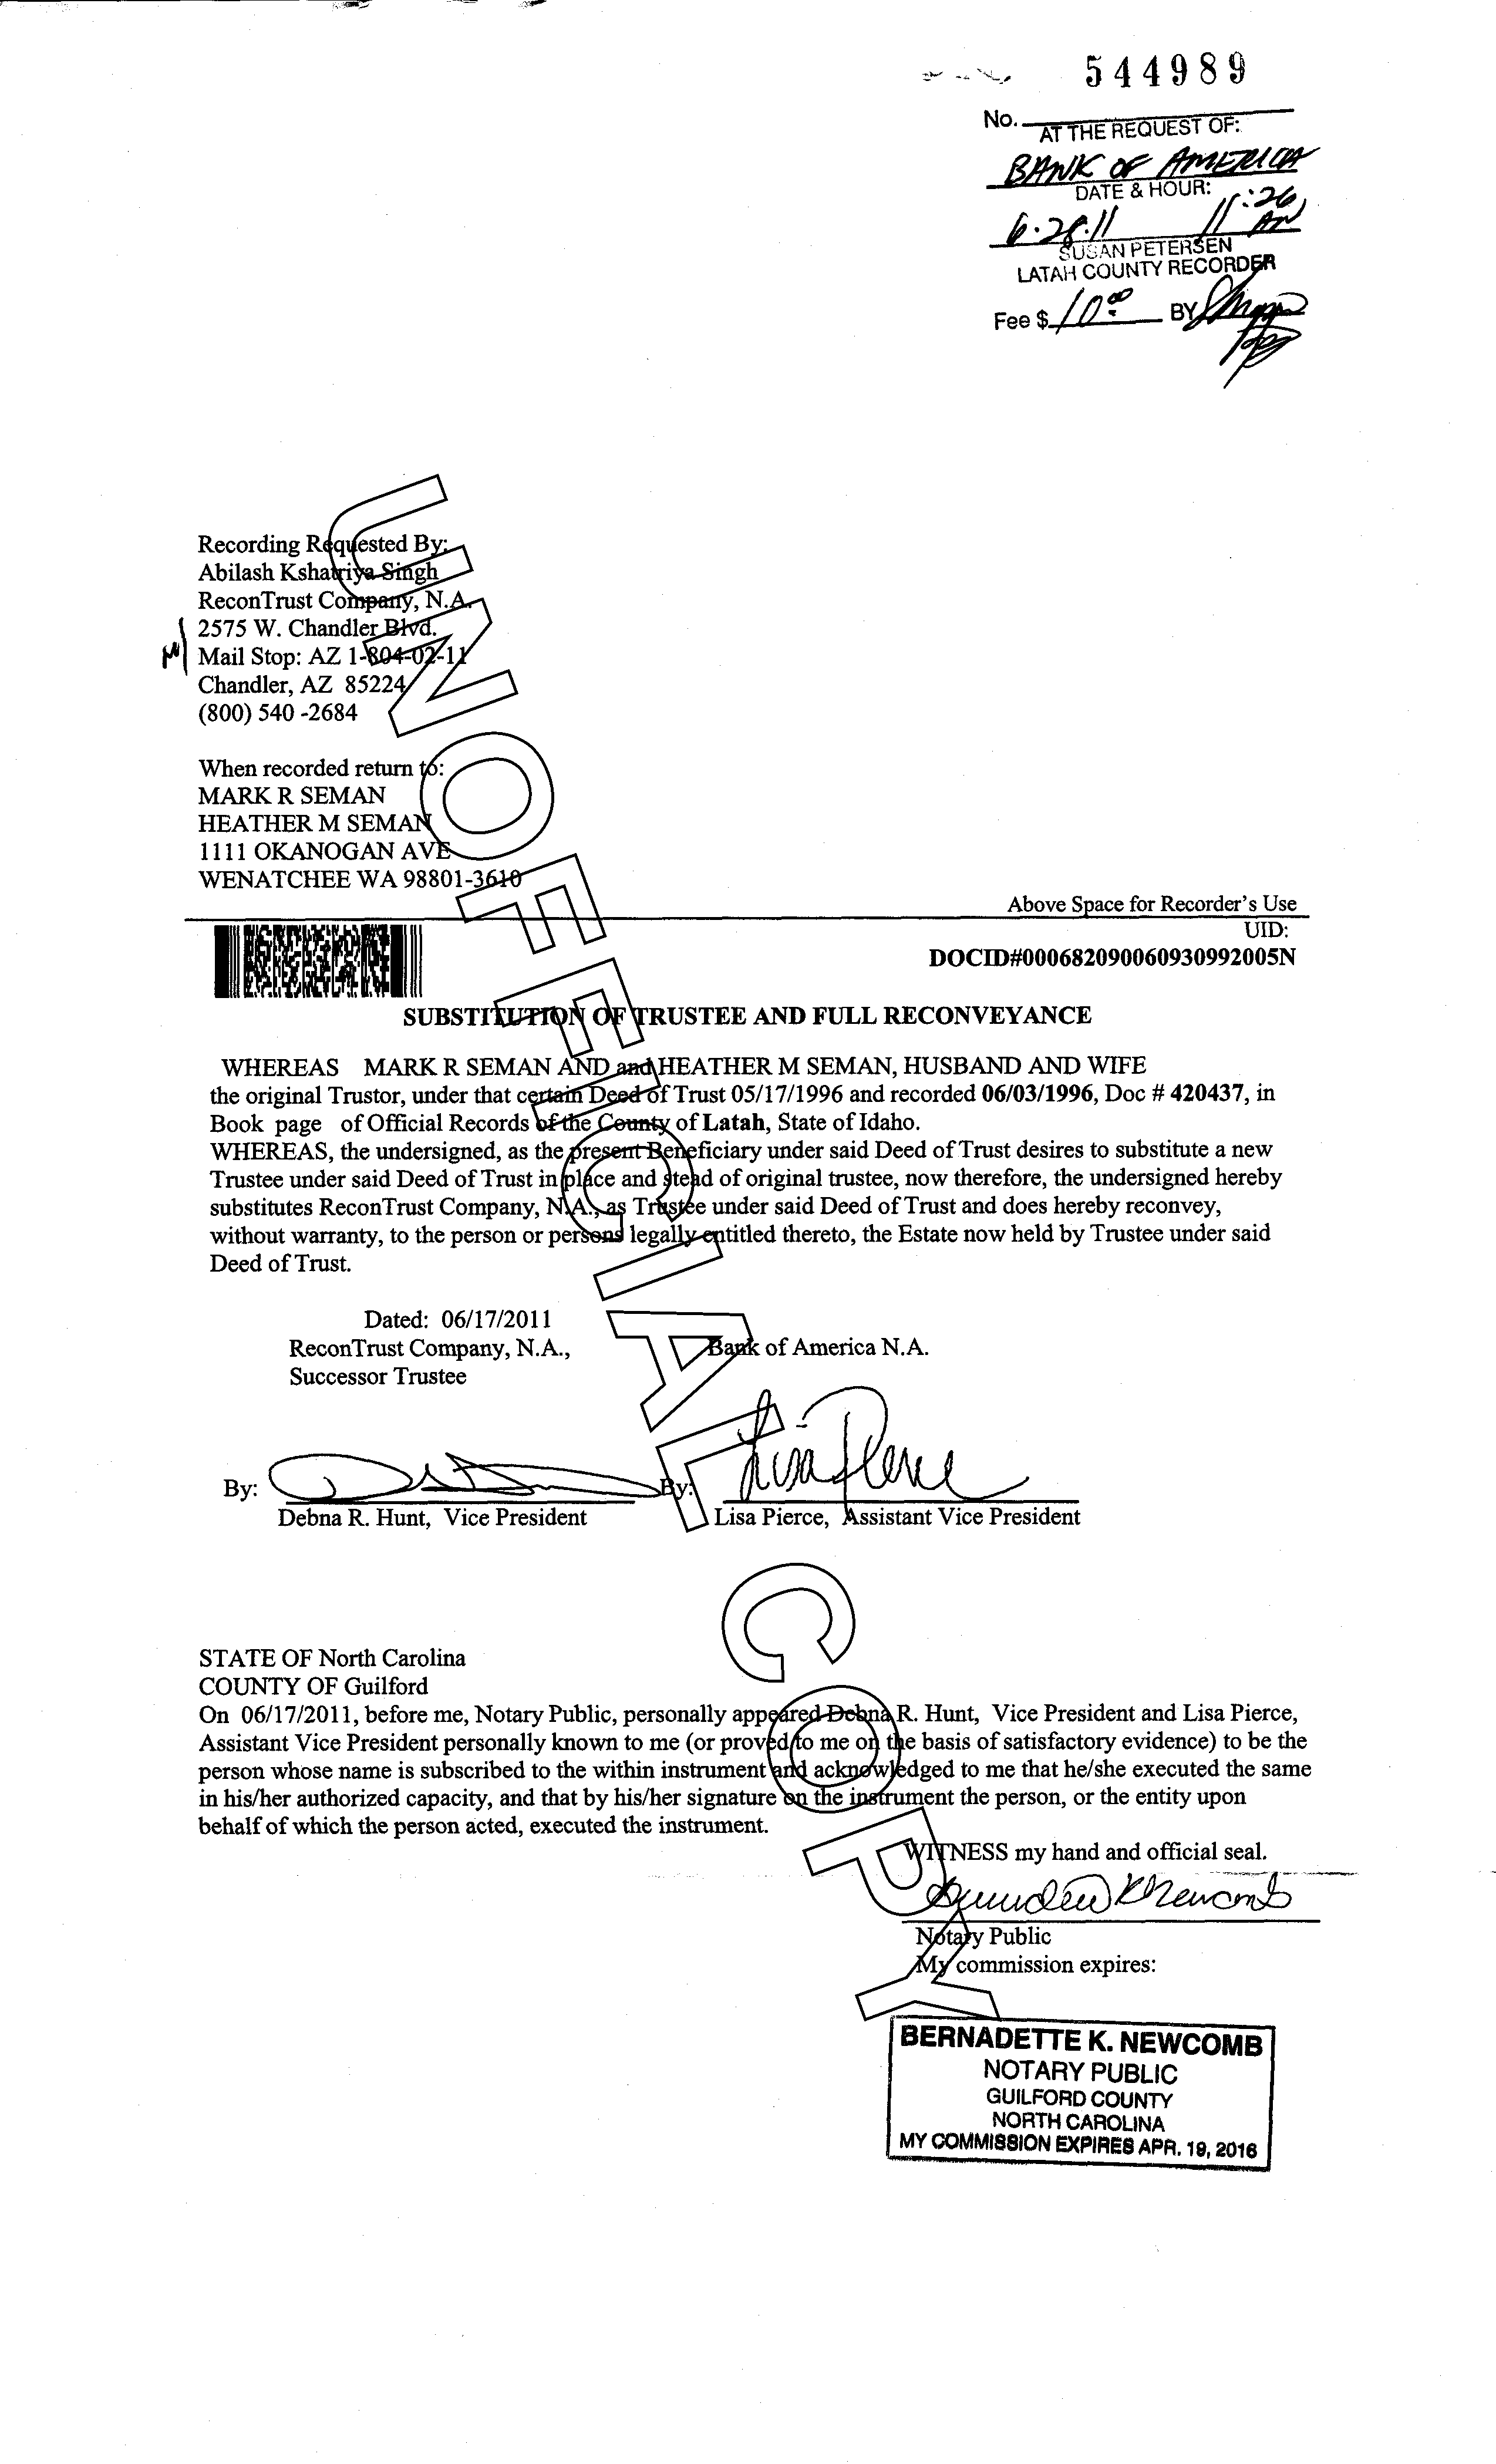 544989
No.
AT THE REQUEST OF:
BANK OF AMERICA
DATE & HOUR:
6.28.11 11:26 AM
SUSAN PETERSEN
LATAH COUNTY RECORDER
Fee $ 10.00 BY
Recording Requested By:
Abilash Kshatriya Singh
ReconTrust Company, N.A.
2575 W. Chandler Blvd.
Mail Stop: AZ 1-804-02-11
Chandler, AZ 85224
(800) 540 -2684
When recorded return to:
MARK R SEMAN
HEATHER M SEMAN
1111 OKANOGAN AVE
WENATCHEE WA 98801-3610
Above Space for Recorder's Use
UID:
DOCID#000682090060930992005N
SUBSTITUTION OF TRUSTEE AND FULL RECONVEYANCE
WHEREAS MARK R SEMAN AND and HEATHER M SEMAN, HUSBAND AND WIFE
the original Trustor, under that certain Deed of Trust 05/17/1996 and recorded 06/03/1996, Doc # 420437, in
Book page of Official Records of the County of Latah, State of Idaho.
WHEREAS, the undersigned, as the present Beneficiary under said Deed of Trust desires to substitute a new
Trustee under said Deed of Trust in place and stead of original trustee, now therefore, the undersigned hereby
substitutes ReconTrust Company, N.A., as Trustee under said Deed of Trust and does hereby reconvey,
without warranty, to the person or persons legally entitled thereto, the Estate now held by Trustee under said
Deed of Trust.
Dated: 06/17/2011
ReconTrust Company, N.A., Bank of America N.A.
Successor Trustee
By: By: Lisa Pierce
Debna R. Hunt, Vice President Lisa Pierce, Assistant Vice President
STATE OF North Carolina
COUNTY OF Guilford
On 06/17/2011, before me, Notary Public, personally appeared Debna R. Hunt, Vice President and Lisa Pierce,
Assistant Vice President personally known to me (or proved to me on the basis of satisfactory evidence) to be the
person whose name is subscribed to the within instrument and acknowledged to me that he/she executed the same
in his/her authorized capacity, and that by his/her signature on the instrument the person, or the entity upon
behalf of which the person acted, executed the instrument.
WITNESS my hand and official seal.
Bernadette K Newcomb
Notary Public
My commission expires:
BERNADETTE K. NEWCOMB
NOTARY PUBLIC
GUILFORD COUNTY
NORTH CAROLINA
MY COMMISSION EXPIRES APR. 19, 2016
UNOFFICIAL COPY